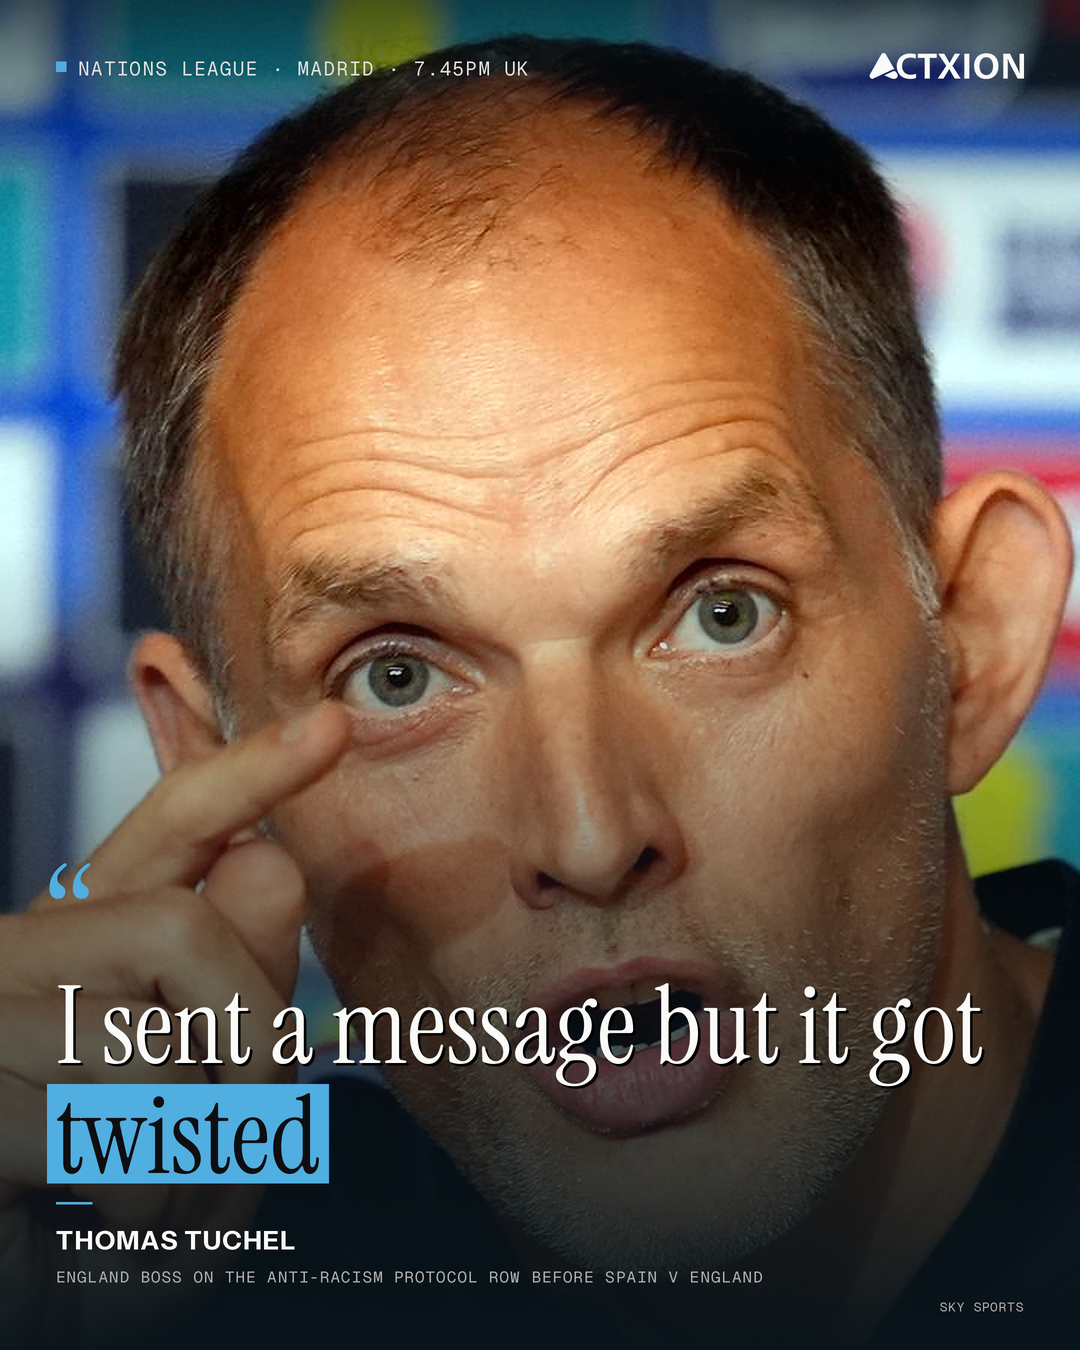 NATIONS LEAGUE · MADRID · 7.45PM UK
ACTXION
“
I sent a message but it got
twisted
THOMAS TUCHEL
ENGLAND BOSS ON THE ANTI-RACISM PROTOCOL ROW BEFORE SPAIN V ENGLAND
SKY SPORTS